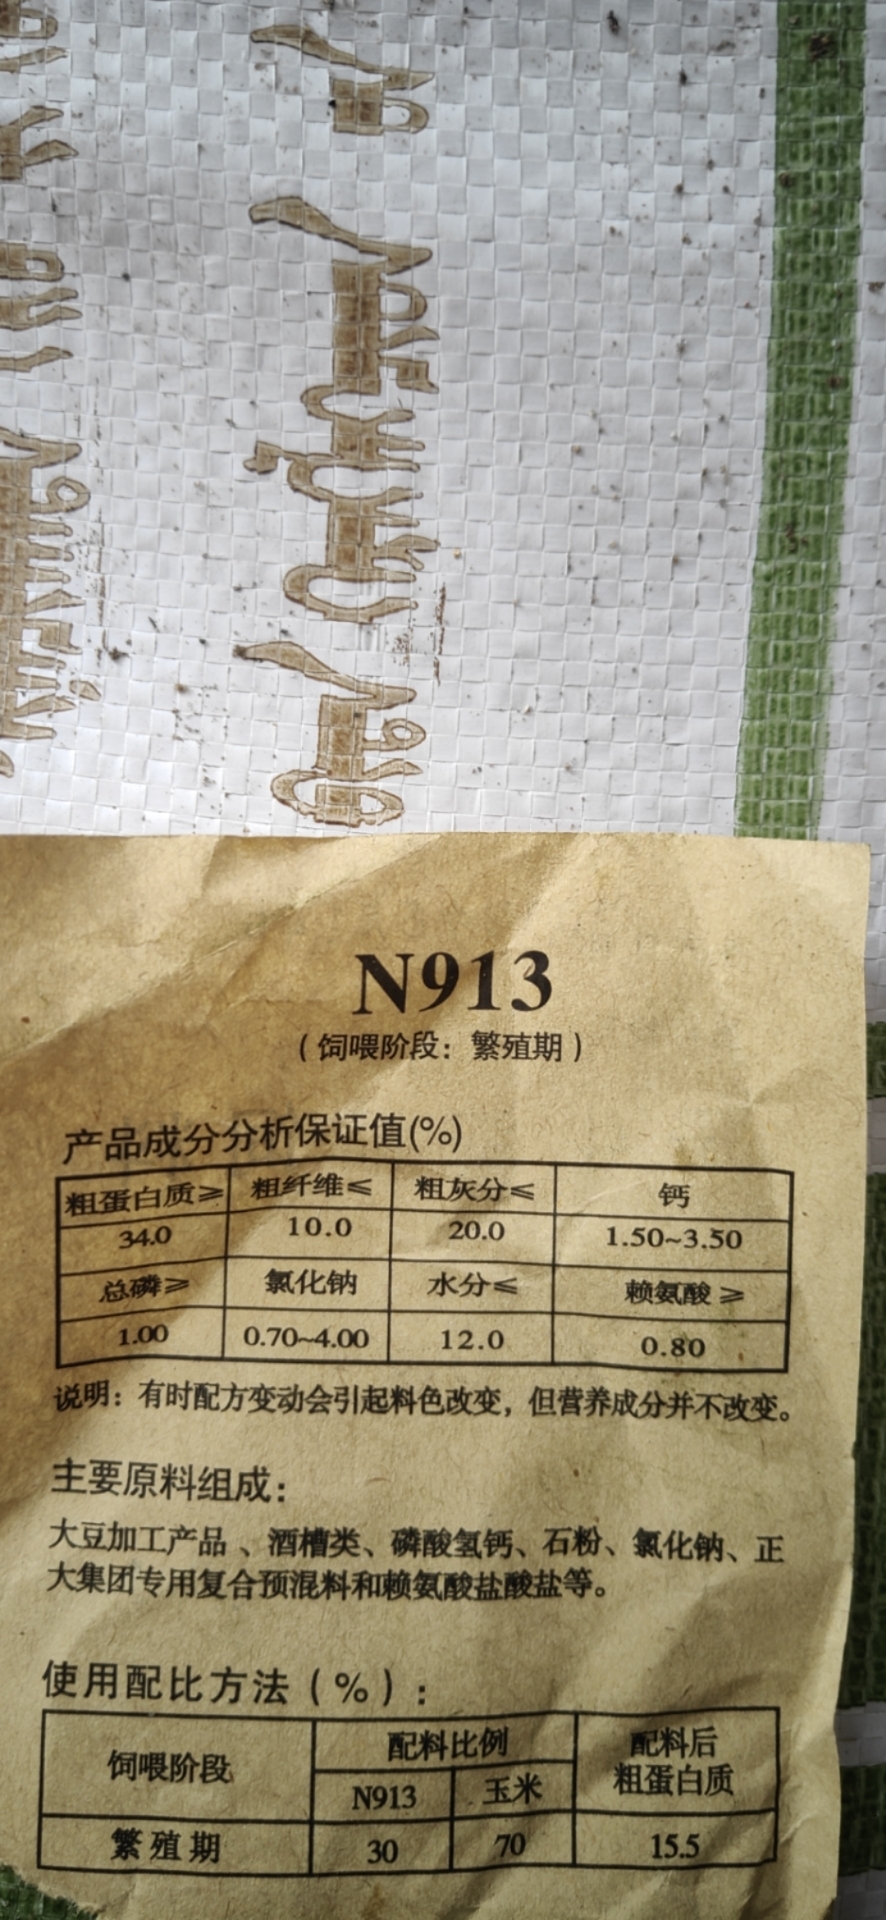 N913
(饲喂阶段：繁殖期)
产品成分分析保证值(%)
粗蛋白质≥ 粗纤维≤ 粗灰分≤ 钙
34.0 10.0 20.0 1.50~3.50
总磷≥ 氯化钠 水分≤ 赖氨酸≥
1.00 0.70~4.00 12.0 0.80
说明：有时配方变动会引起料色改变，但营养成分并不改变。
主要原料组成：
大豆加工产品、酒槽类、磷酸氢钙、石粉、氯化钠、正
大集团专用复合预混料和赖氨酸盐酸盐等。
使用配比方法(%)：
饲喂阶段 配料比例 配料后
粗蛋白质
N913 玉米
繁殖期 30 70 15.5